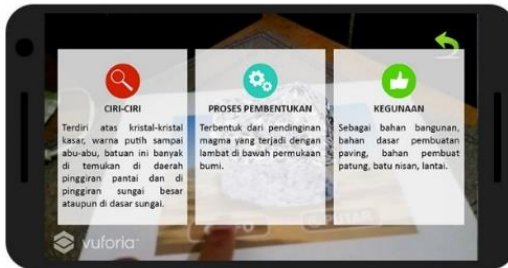 CIRI-CIRI
Terdiri atas kristal-kristal
kasar, warna putih sampai
abu-abu, batuan ini banyak
di temukan di daerah
pinggiran pantai dan di
pinggiran sungai besar
ataupun di dasar sungai.
PROSES PEMBENTUKAN
Terbentuk dari pendinginan
magma yang terjadi dengan
lambat di bawah permukaan
bumi.
KEGUNAAN
Sebagai bahan bangunan,
bahan dasar pembuatan
paving, bahan pembuat
patung, batu nisan, lantai.
vuforia